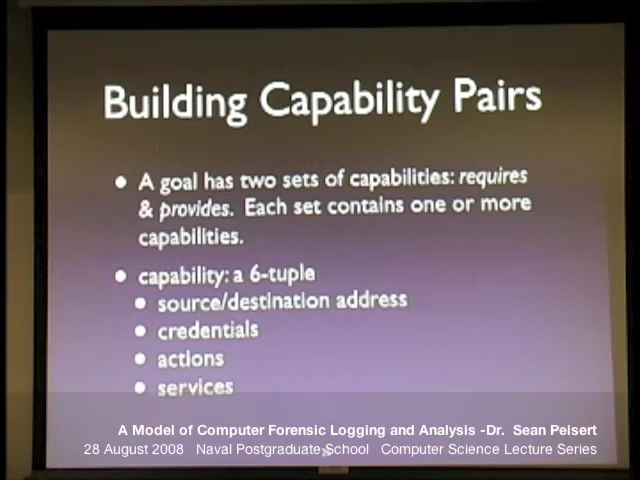 Building Capability Pairs
• A goal has two sets of capabilities: requires
& provides. Each set contains one or more
capabilities.
• capability: a 6-tuple
• source/destination address
• credentials
• actions
• services
A Model of Computer Forensic Logging and Analysis -Dr. Sean Peisert
28 August 2008 Naval Postgraduate School Computer Science Lecture Series